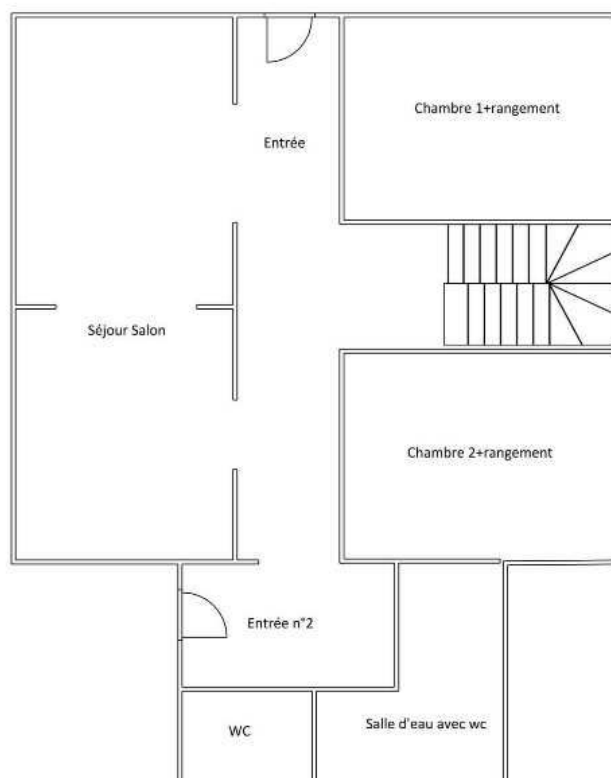 Chambre 1+rangement
Entrée
Séjour Salon
Chambre 2+rangement
Entrée n°2
WC
Salle d'eau avec wc